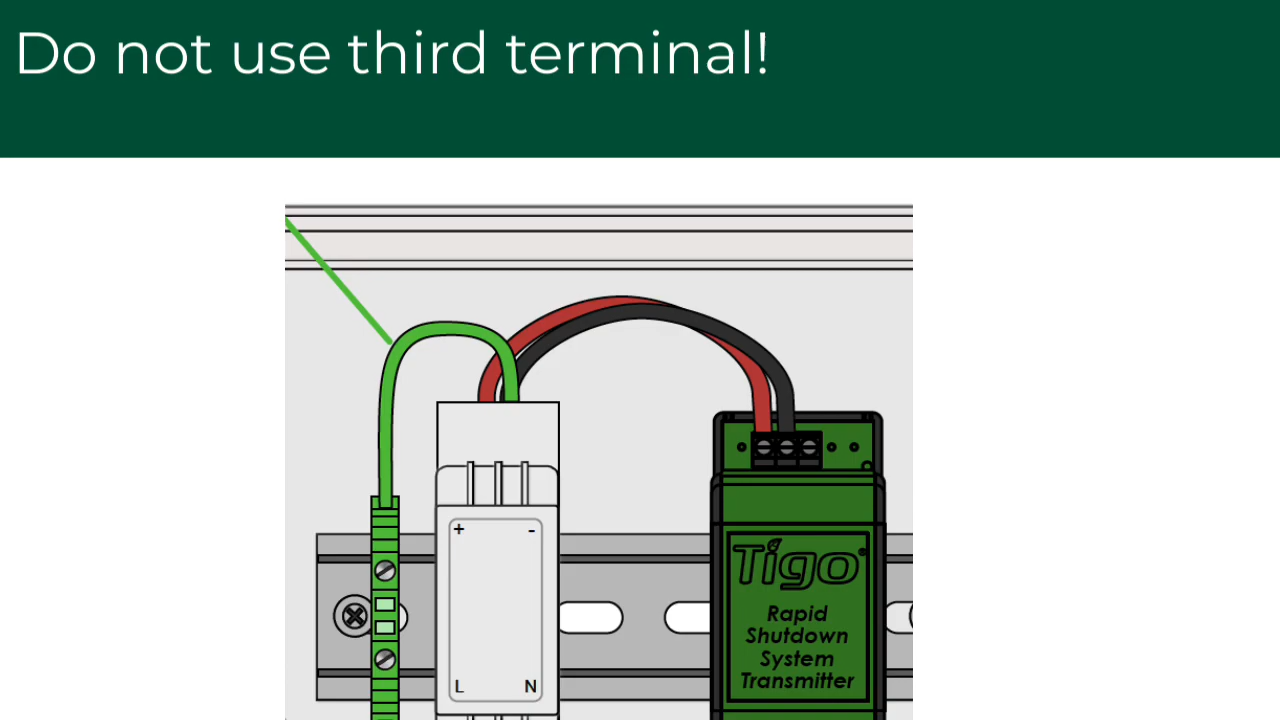 Do not use third terminal!
+ -
L N
Tigo®
Rapid
Shutdown
System
Transmitter